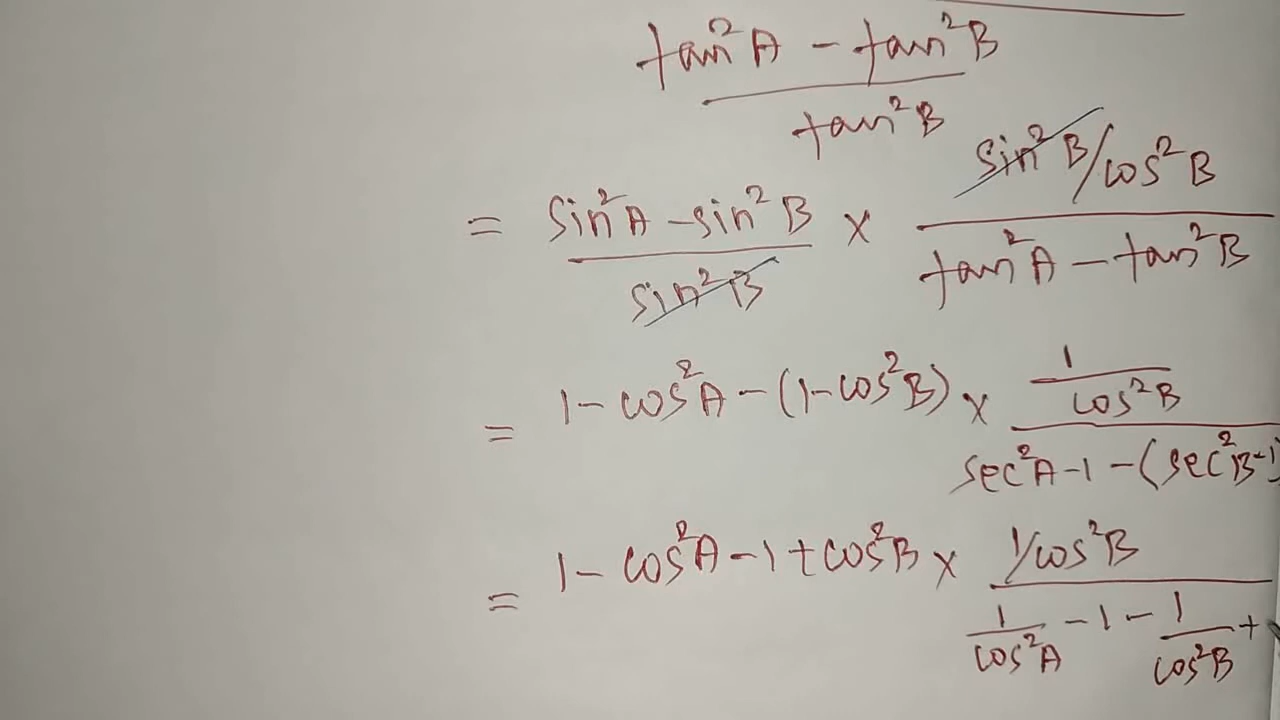 tan²A - tan²B
tan²B
= sin²A - sin²B × sin²B/cos²B
sin²B tan²A - tan²B
= 1 - cos²A - (1 - cos²B) × 1
cos²B
sec²A - 1 - (sec²B - 1)
= 1 - cos²A - 1 + cos²B × 1/cos²B
1 - 1 - 1 +
cos²A cos²B